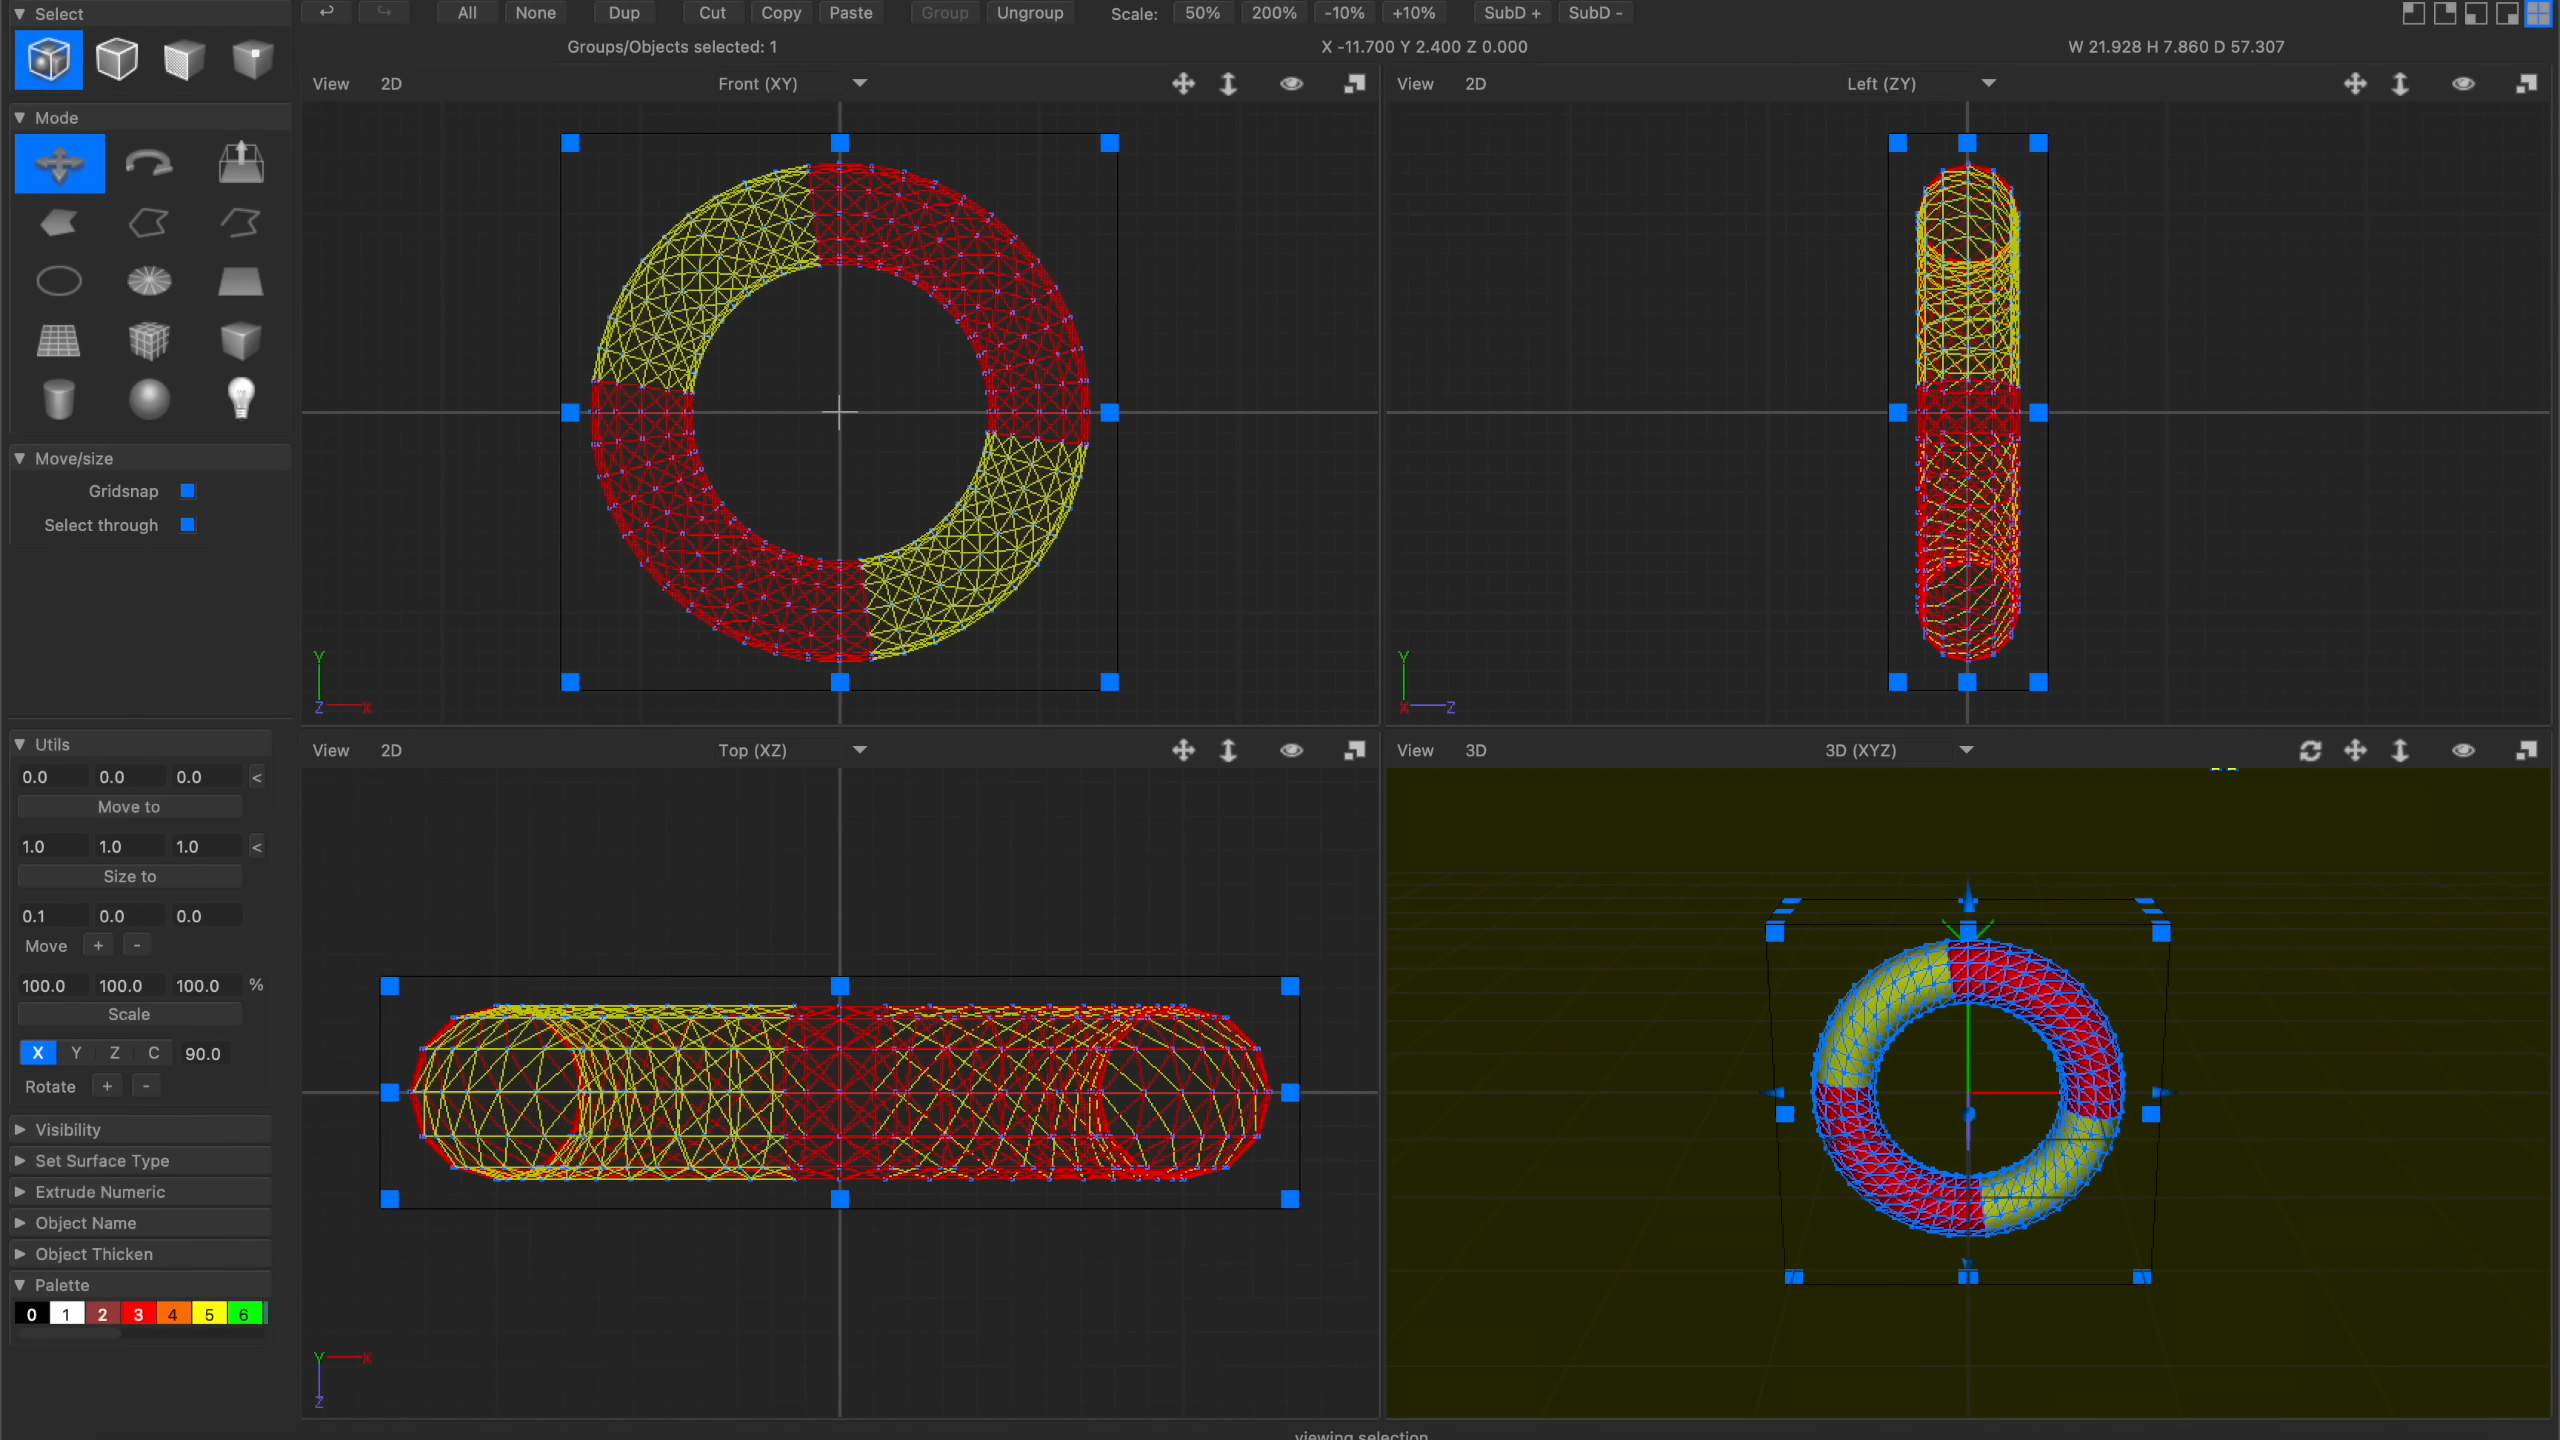 Select
All None Dup Cut Copy Paste Group Ungroup Scale: 50% 200% -10% +10% SubD + SubD -
Groups/Objects selected: 1 X -11.700 Y 2.400 Z 0.000 W 21.928 H 7.860 D 57.307
View 2D Front (XY)
View 2D Left (ZY)
Mode
Move/size
Gridsnap
Select through
Y
Z X
Y
X Z
Utils
0.0 0.0 0.0 <
Move to
1.0 1.0 1.0 <
Size to
0.1 0.0 0.0
Move + -
100.0 100.0 100.0 %
Scale
X Y Z C 90.0
Rotate + -
Visibility
Set Surface Type
Extrude Numeric
Object Name
Object Thicken
Palette
0 1 2 3 4 5 6
View 2D Top (XZ)
View 3D 3D (XYZ)
Y X
Z
viewing selection